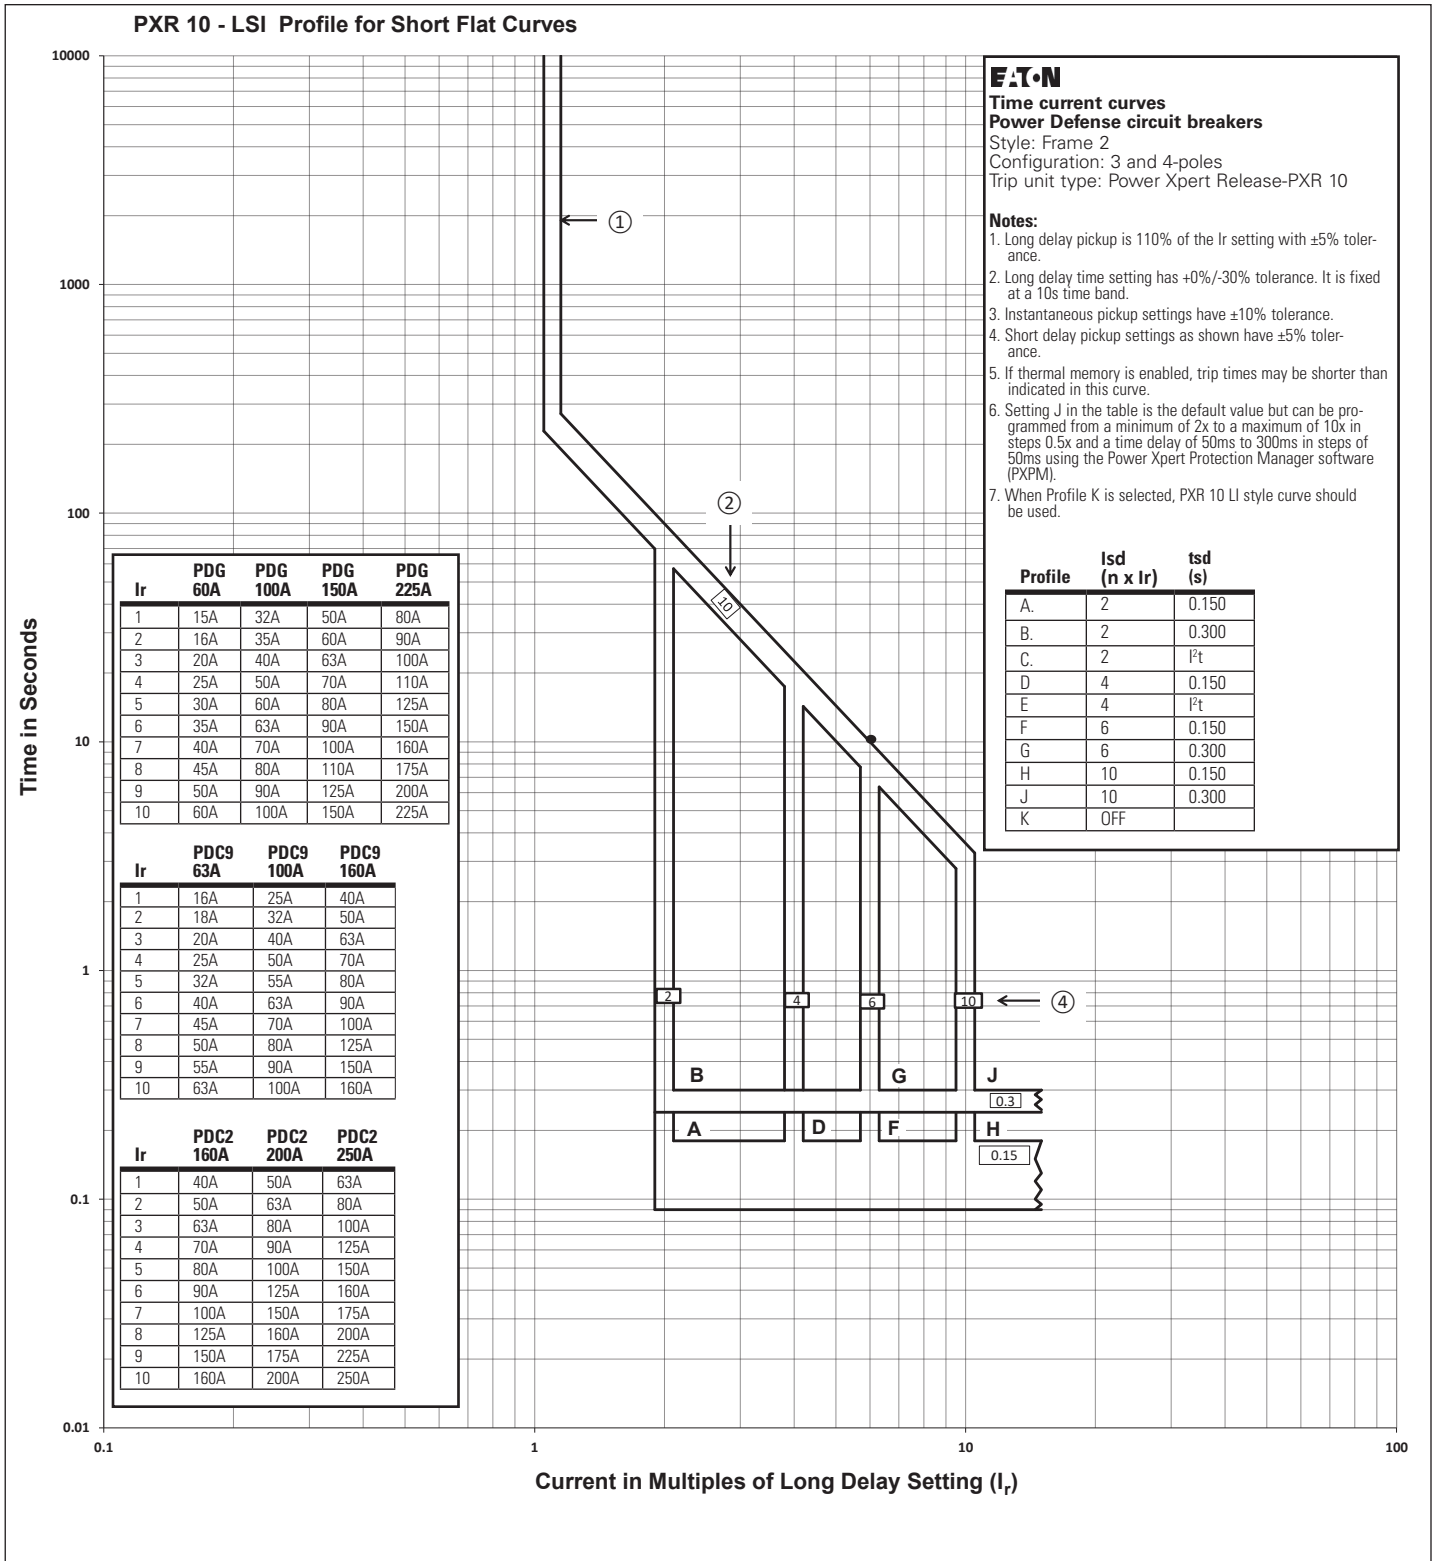 PXR 10 - LSI Profile for Short Flat Curves
EATON
Time current curves
Power Defense circuit breakers
Style: Frame 2
Configuration: 3 and 4-poles
Trip unit type: Power Xpert Release-PXR 10
Notes:
1. Long delay pickup is 110% of the Ir setting with ±5% toler-
ance.
2. Long delay time setting has +0%/-30% tolerance. It is fixed
at a 10s time band.
3. Instantaneous pickup settings have ±10% tolerance.
4. Short delay pickup settings as shown have ±5% toler-
ance.
5. If thermal memory is enabled, trip times may be shorter than
indicated in this curve.
6. Setting J in the table is the default value but can be pro-
grammed from a minimum of 2x to a maximum of 10x in
steps 0.5x and a time delay of 50ms to 300ms in steps of
50ms using the Power Xpert Protection Manager software
(PXPM).
7. When Profile K is selected, PXR 10 LI style curve should
be used.
Profile Isd (n x Ir) tsd (s)
A. 2 0.150
B. 2 0.300
C. 2 I²t
D 4 0.150
E 4 I²t
F 6 0.150
G 6 0.300
H 10 0.150
J 10 0.300
K OFF
Ir PDG 60A PDG 100A PDG 150A PDG 225A
1 15A 32A 50A 80A
2 16A 35A 60A 90A
3 20A 40A 63A 100A
4 25A 50A 70A 110A
5 30A 60A 80A 125A
6 35A 63A 90A 150A
7 40A 70A 100A 160A
8 45A 80A 110A 175A
9 50A 90A 125A 200A
10 60A 100A 150A 225A
Ir PDC9 63A PDC9 100A PDC9 160A
1 16A 25A 40A
2 18A 32A 50A
3 20A 40A 63A
4 25A 50A 70A
5 32A 55A 80A
6 40A 63A 90A
7 45A 70A 100A
8 50A 80A 125A
9 55A 90A 150A
10 63A 100A 160A
Ir PDC2 160A PDC2 200A PDC2 250A
1 40A 50A 63A
2 50A 63A 80A
3 63A 80A 100A
4 70A 90A 125A
5 80A 100A 150A
6 90A 125A 160A
7 100A 150A 175A
8 125A 160A 200A
9 150A 175A 225A
10 160A 200A 250A
1
2
10
2
4
6
10
4
B
G
J
0.3
A
D
F
H
0.15
Time in Seconds
10000
1000
100
10
1
0.1
0.01
0.1
1
10
100
Current in Multiples of Long Delay Setting (Ir)